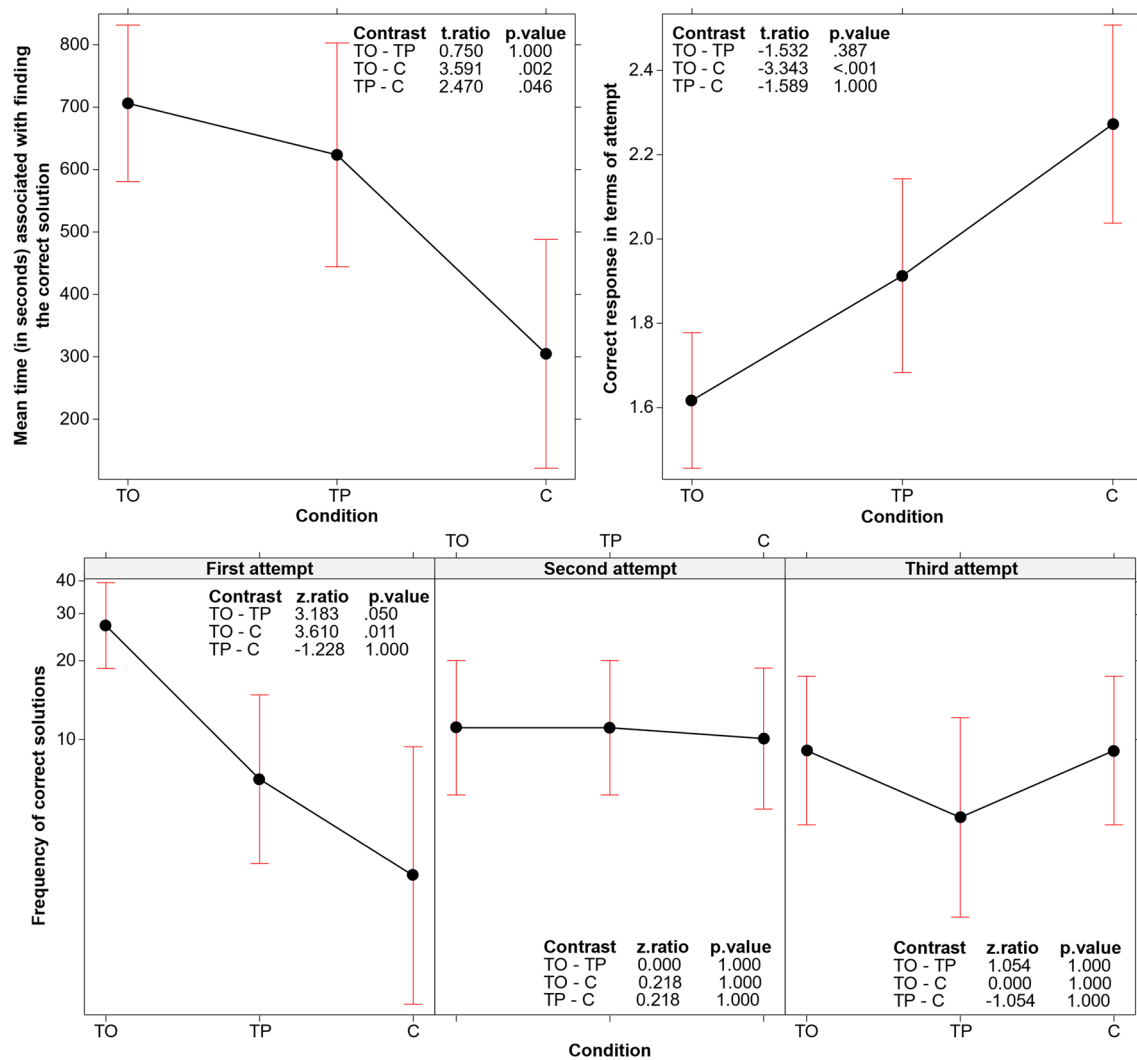 Mean time (in seconds) associated with finding
the correct solution
800
700
600
500
400
300
200
Contrast t.ratio p.value
TO - TP 0.750 1.000
TO - C 3.591 .002
TP - C 2.470 .046
TO TP C
Condition
Correct response in terms of attempt
2.4
2.2
2.0
1.8
1.6
Contrast t.ratio p.value
TO - TP -1.532 .387
TO - C -3.343 <.001
TP - C -1.589 1.000
TO TP C
Condition
TO TP C
Frequency of correct solutions
40
30
20
10
First attempt
Contrast z.ratio p.value
TO - TP 3.183 .050
TO - C 3.610 .011
TP - C -1.228 1.000
Second attempt
Contrast z.ratio p.value
TO - TP 0.000 1.000
TO - C 0.218 1.000
TP - C 0.218 1.000
Third attempt
Contrast z.ratio p.value
TO - TP 1.054 1.000
TO - C 0.000 1.000
TP - C -1.054 1.000
TO TP C
TO TP C
Condition